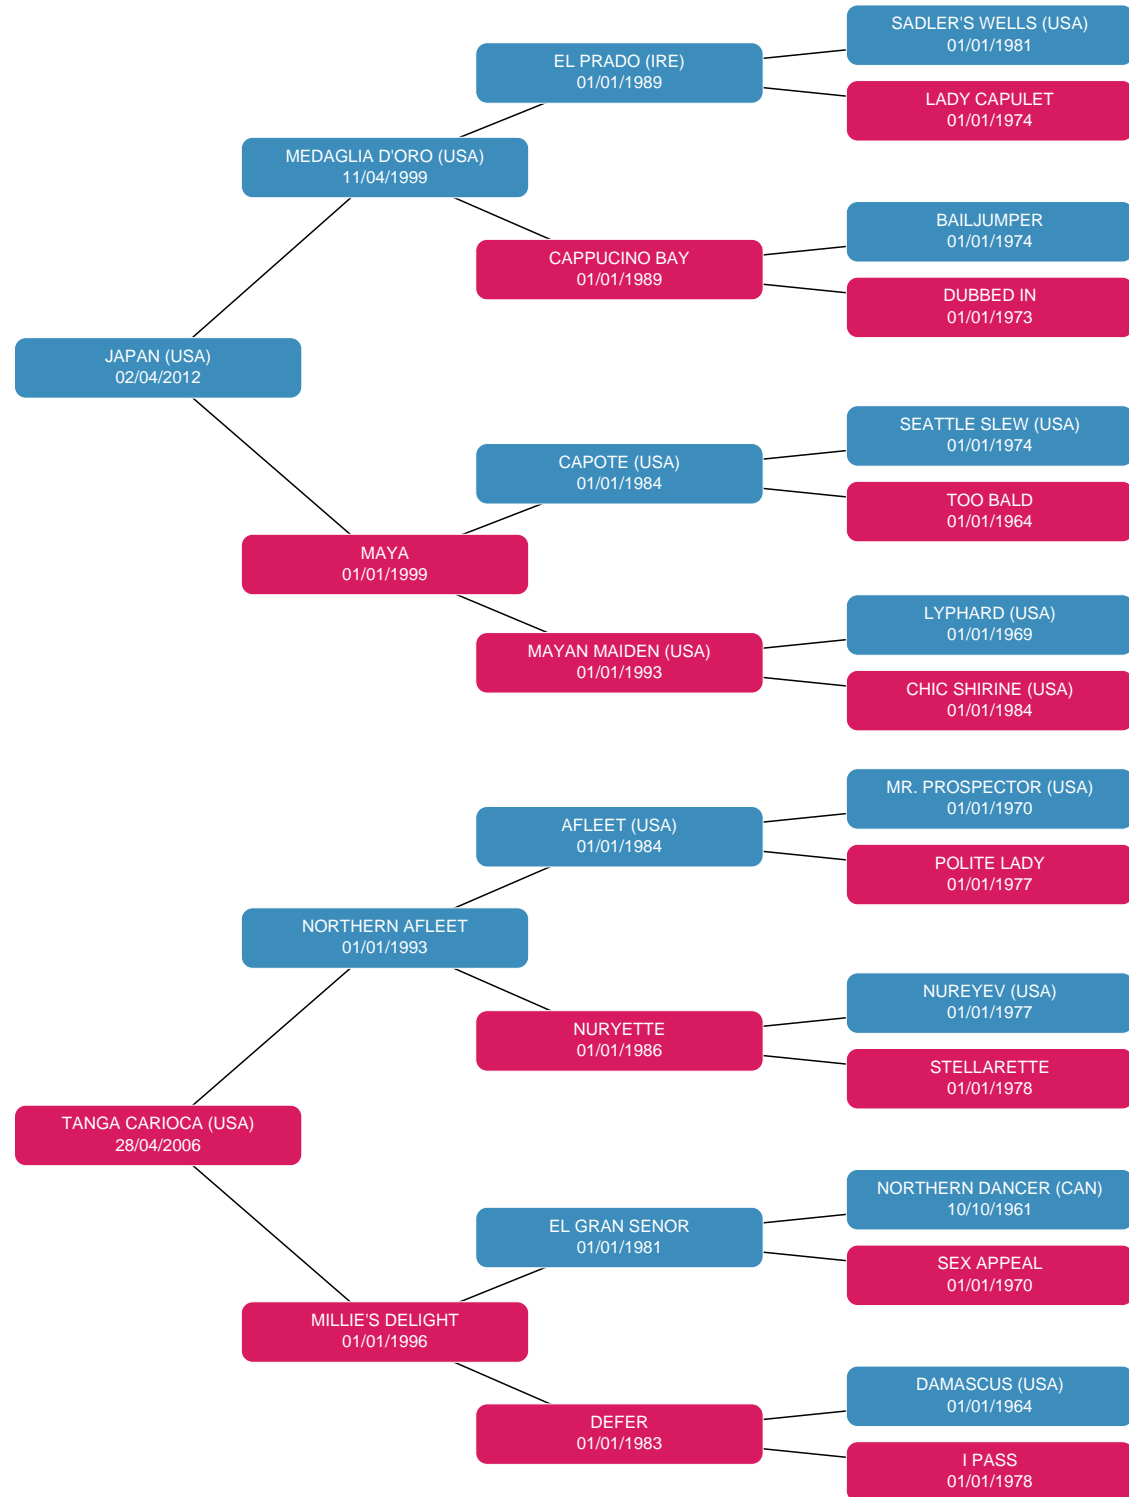 SADLER'S WELLS (USA)
01/01/1981
EL PRADO (IRE)
01/01/1989
LADY CAPULET
01/01/1974
MEDAGLIA D'ORO (USA)
11/04/1999
BAILJUMPER
01/01/1974
CAPPUCINO BAY
01/01/1989
DUBBED IN
01/01/1973
JAPAN (USA)
02/04/2012
SEATTLE SLEW (USA)
01/01/1974
CAPOTE (USA)
01/01/1984
TOO BALD
01/01/1964
MAYA
01/01/1999
LYPHARD (USA)
01/01/1969
MAYAN MAIDEN (USA)
01/01/1993
CHIC SHIRINE (USA)
01/01/1984
MR. PROSPECTOR (USA)
01/01/1970
AFLEET (USA)
01/01/1984
POLITE LADY
01/01/1977
NORTHERN AFLEET
01/01/1993
NUREYEV (USA)
01/01/1977
NURYETTE
01/01/1986
STELLARETTE
01/01/1978
TANGA CARIOCA (USA)
28/04/2006
NORTHERN DANCER (CAN)
10/10/1961
EL GRAN SENOR
01/01/1981
SEX APPEAL
01/01/1970
MILLIE'S DELIGHT
01/01/1996
DAMASCUS (USA)
01/01/1964
DEFER
01/01/1983
I PASS
01/01/1978